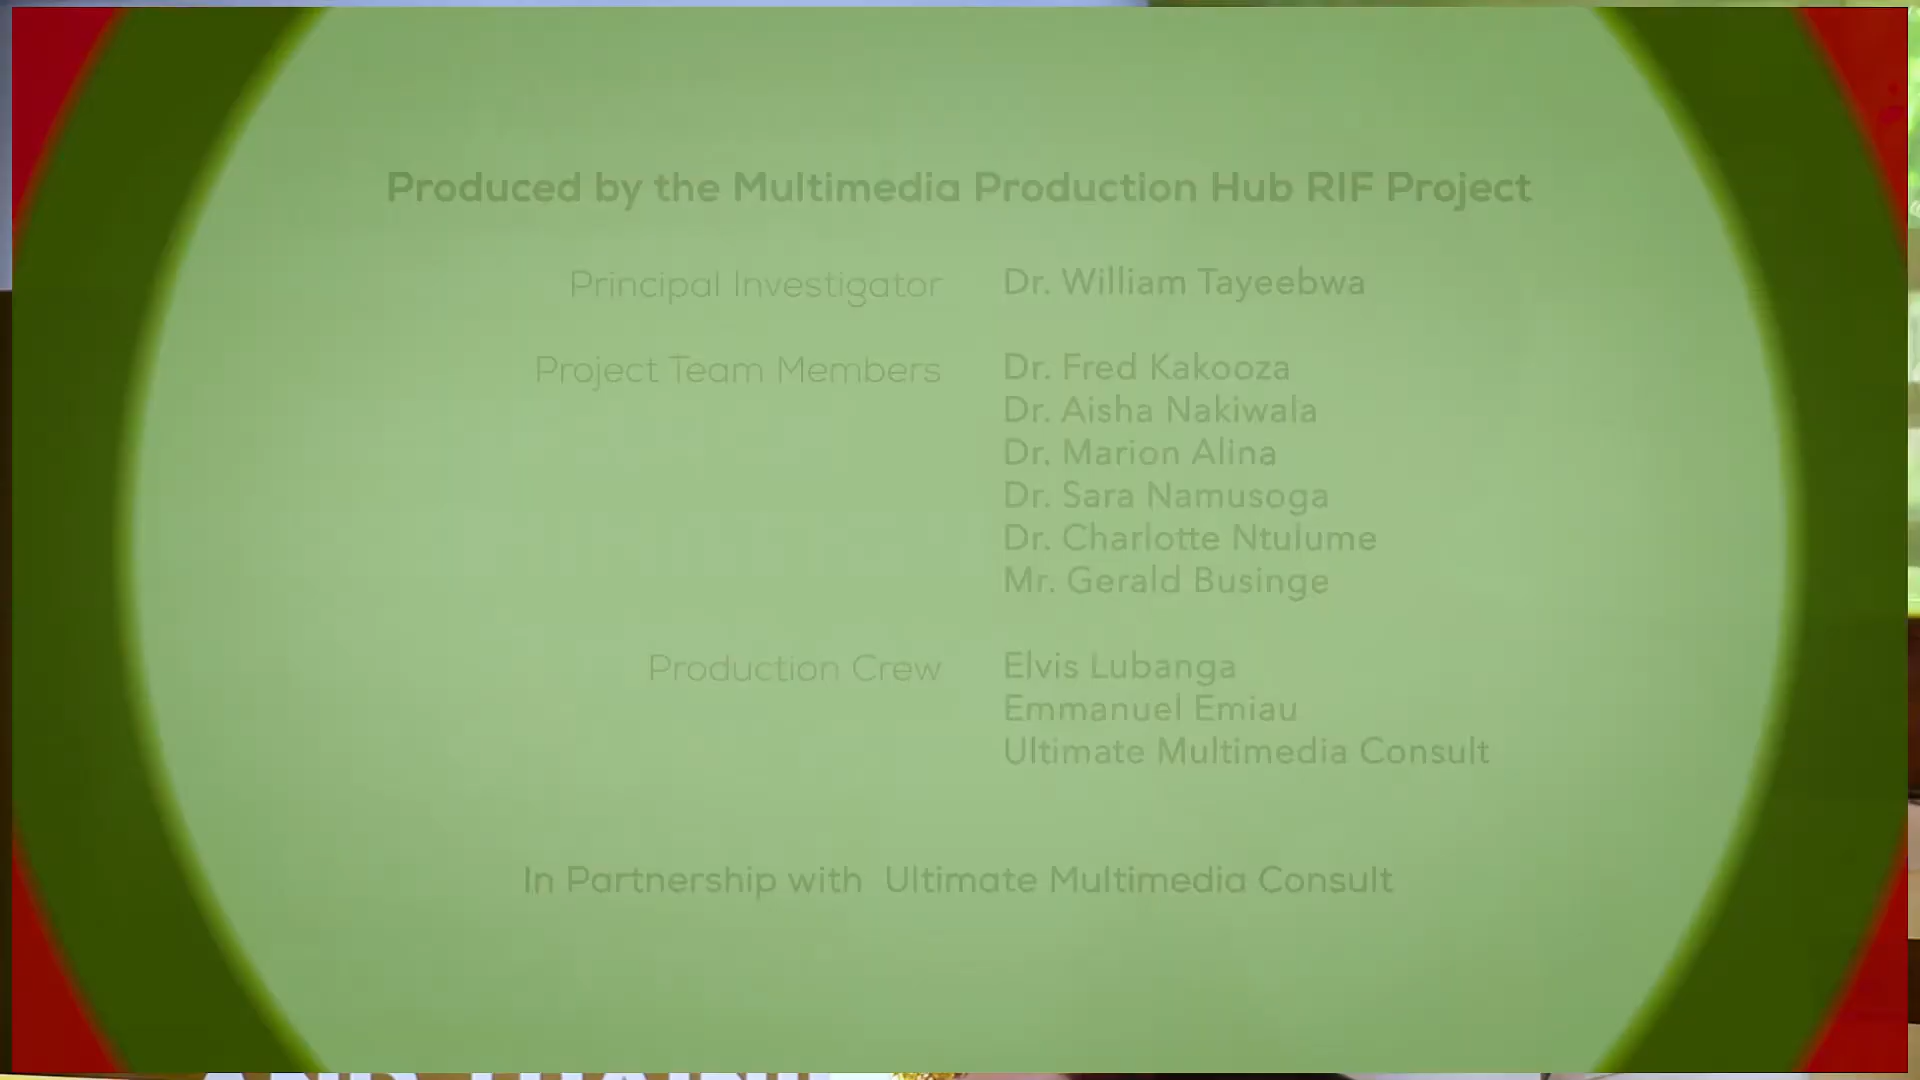 Produced by the Multimedia Production Hub RIF Project
Principal Investigator Dr. William Tayeebwa
Project Team Members Dr. Fred Kakooza
Dr. Aisha Nakiwala
Dr. Marion Alina
Dr. Sara Namusoga
Dr. Charlotte Ntulume
Mr. Gerald Businge
Production Crew Elvis Lubanga
Emmanuel Emiau
Ultimate Multimedia Consult
In Partnership with Ultimate Multimedia Consult